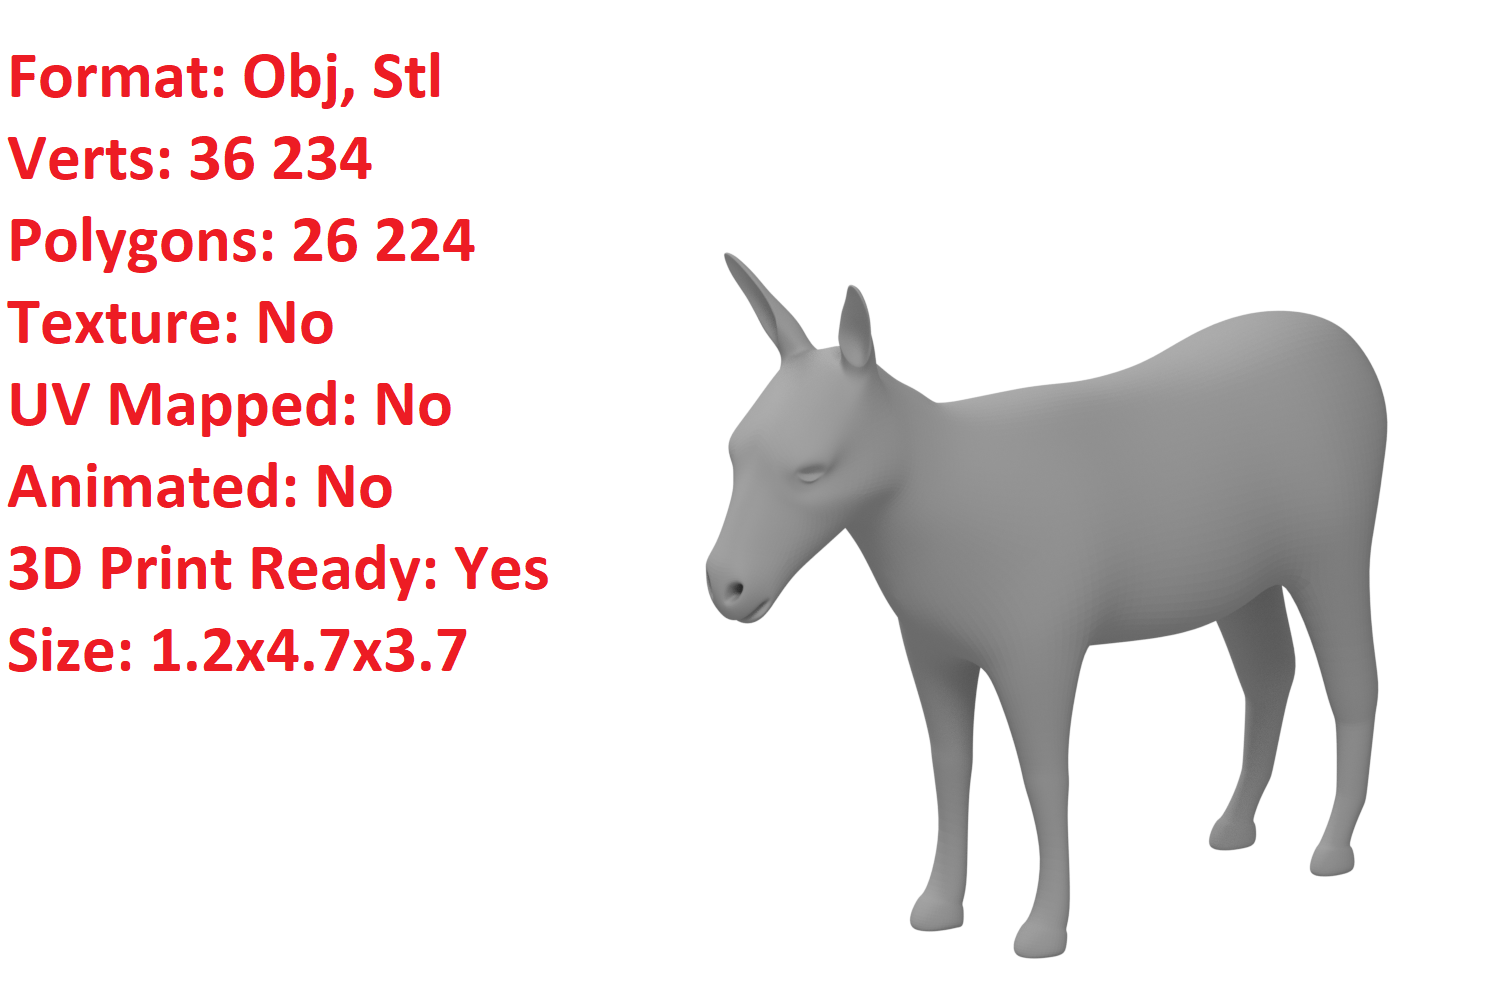 Format: Obj, Stl
Verts: 36 234
Polygons: 26 224
Texture: No
UV Mapped: No
Animated: No
3D Print Ready: Yes
Size: 1.2x4.7x3.7